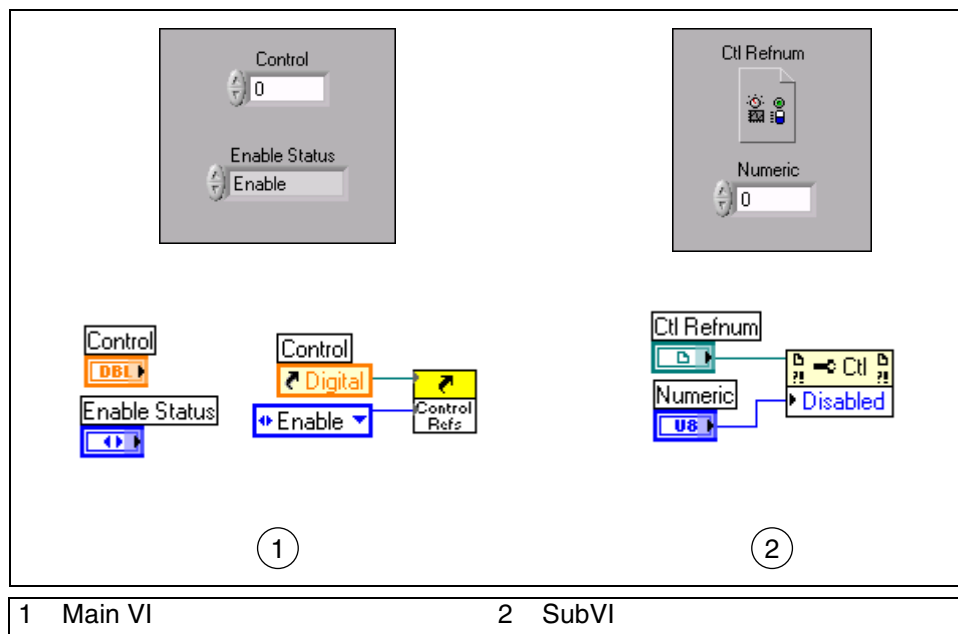 Control
0
Enable Status
Enable
Ctl Refnum
Numeric
0
Control
DBL
Enable Status
Control
Digital
Enable
Control
Refs
Ctl Refnum
Numeric
U8
?! Ctl ?!
Disabled
1
2
1 Main VI
2 SubVI